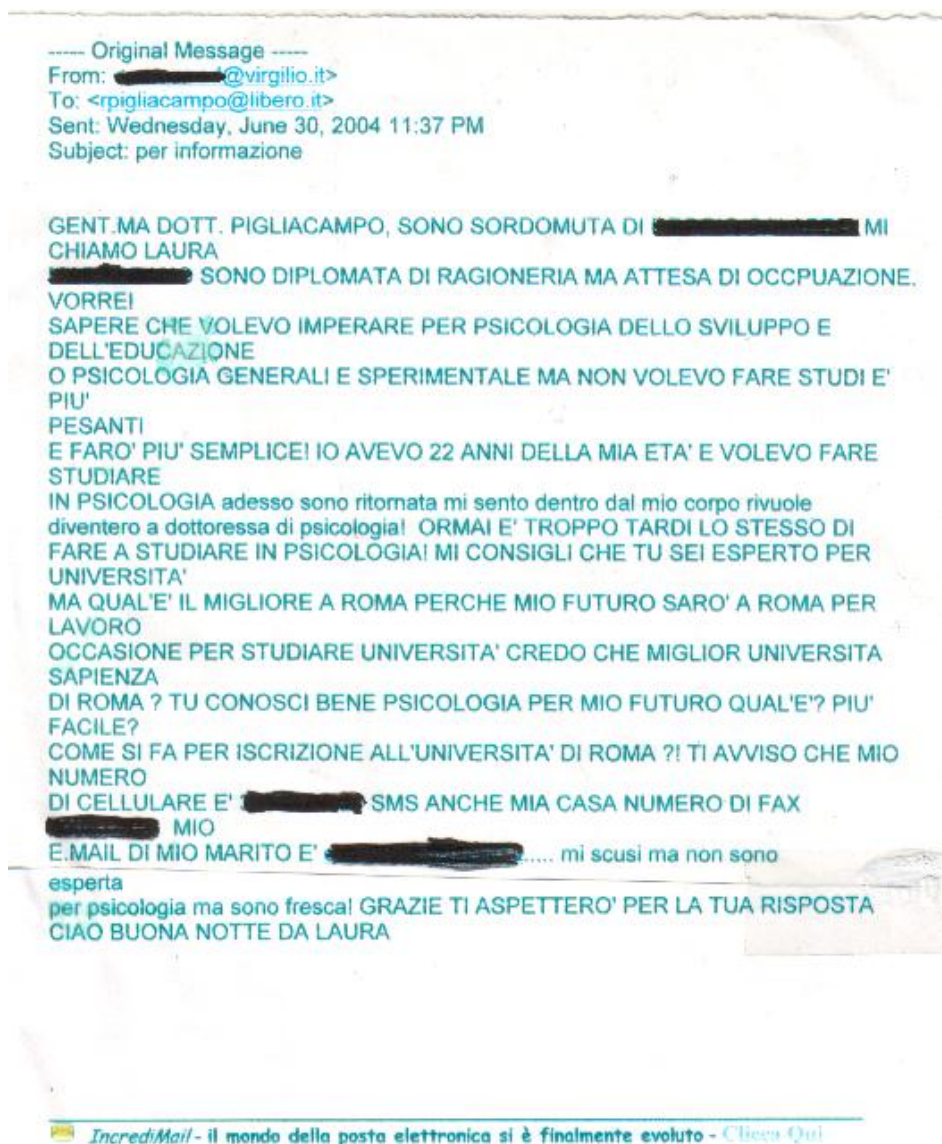 ----- Original Message -----
From: @virgilio.it>
To: <rpigliacampo@libero.it>
Sent: Wednesday, June 30, 2004 11:37 PM
Subject: per informazione
GENT.MA DOTT. PIGLIACAMPO, SONO SORDOMUTA DI MI
CHIAMO LAURA
SONO DIPLOMATA DI RAGIONERIA MA ATTESA DI OCCPUAZIONE.
VORREI
SAPERE CHE VOLEVO IMPERARE PER PSICOLOGIA DELLO SVILUPPO E
DELL'EDUCAZIONE
O PSICOLOGIA GENERALI E SPERIMENTALE MA NON VOLEVO FARE STUDI E'
PIU'
PESANTI
E FARO' PIU' SEMPLICE! IO AVEVO 22 ANNI DELLA MIA ETA' E VOLEVO FARE
STUDIARE
IN PSICOLOGIA adesso sono ritornata mi sento dentro dal mio corpo rivuole
diventero a dottoressa di psicologia! ORMAI E' TROPPO TARDI LO STESSO DI
FARE A STUDIARE IN PSICOLOGIA! MI CONSIGLI CHE TU SEI ESPERTO PER
UNIVERSITA'
MA QUAL'E' IL MIGLIORE A ROMA PERCHE MIO FUTURO SARO' A ROMA PER
LAVORO
OCCASIONE PER STUDIARE UNIVERSITA' CREDO CHE MIGLIOR UNIVERSITA
SAPIENZA
DI ROMA ? TU CONOSCI BENE PSICOLOGIA PER MIO FUTURO QUAL'E'? PIU'
FACILE?
COME SI FA PER ISCRIZIONE ALL'UNIVERSITA' DI ROMA ?! TI AVVISO CHE MIO
NUMERO
DI CELLULARE E' SMS ANCHE MIA CASA NUMERO DI FAX
MIO
E.MAIL DI MIO MARITO E' ..... mi scusi ma non sono
esperta
per psicologia ma sono fresca! GRAZIE TI ASPETTERO' PER LA TUA RISPOSTA
CIAO BUONA NOTTE DA LAURA
IncrediMail - il mondo della posta elettronica si è finalmente evoluto - Clicca Qui